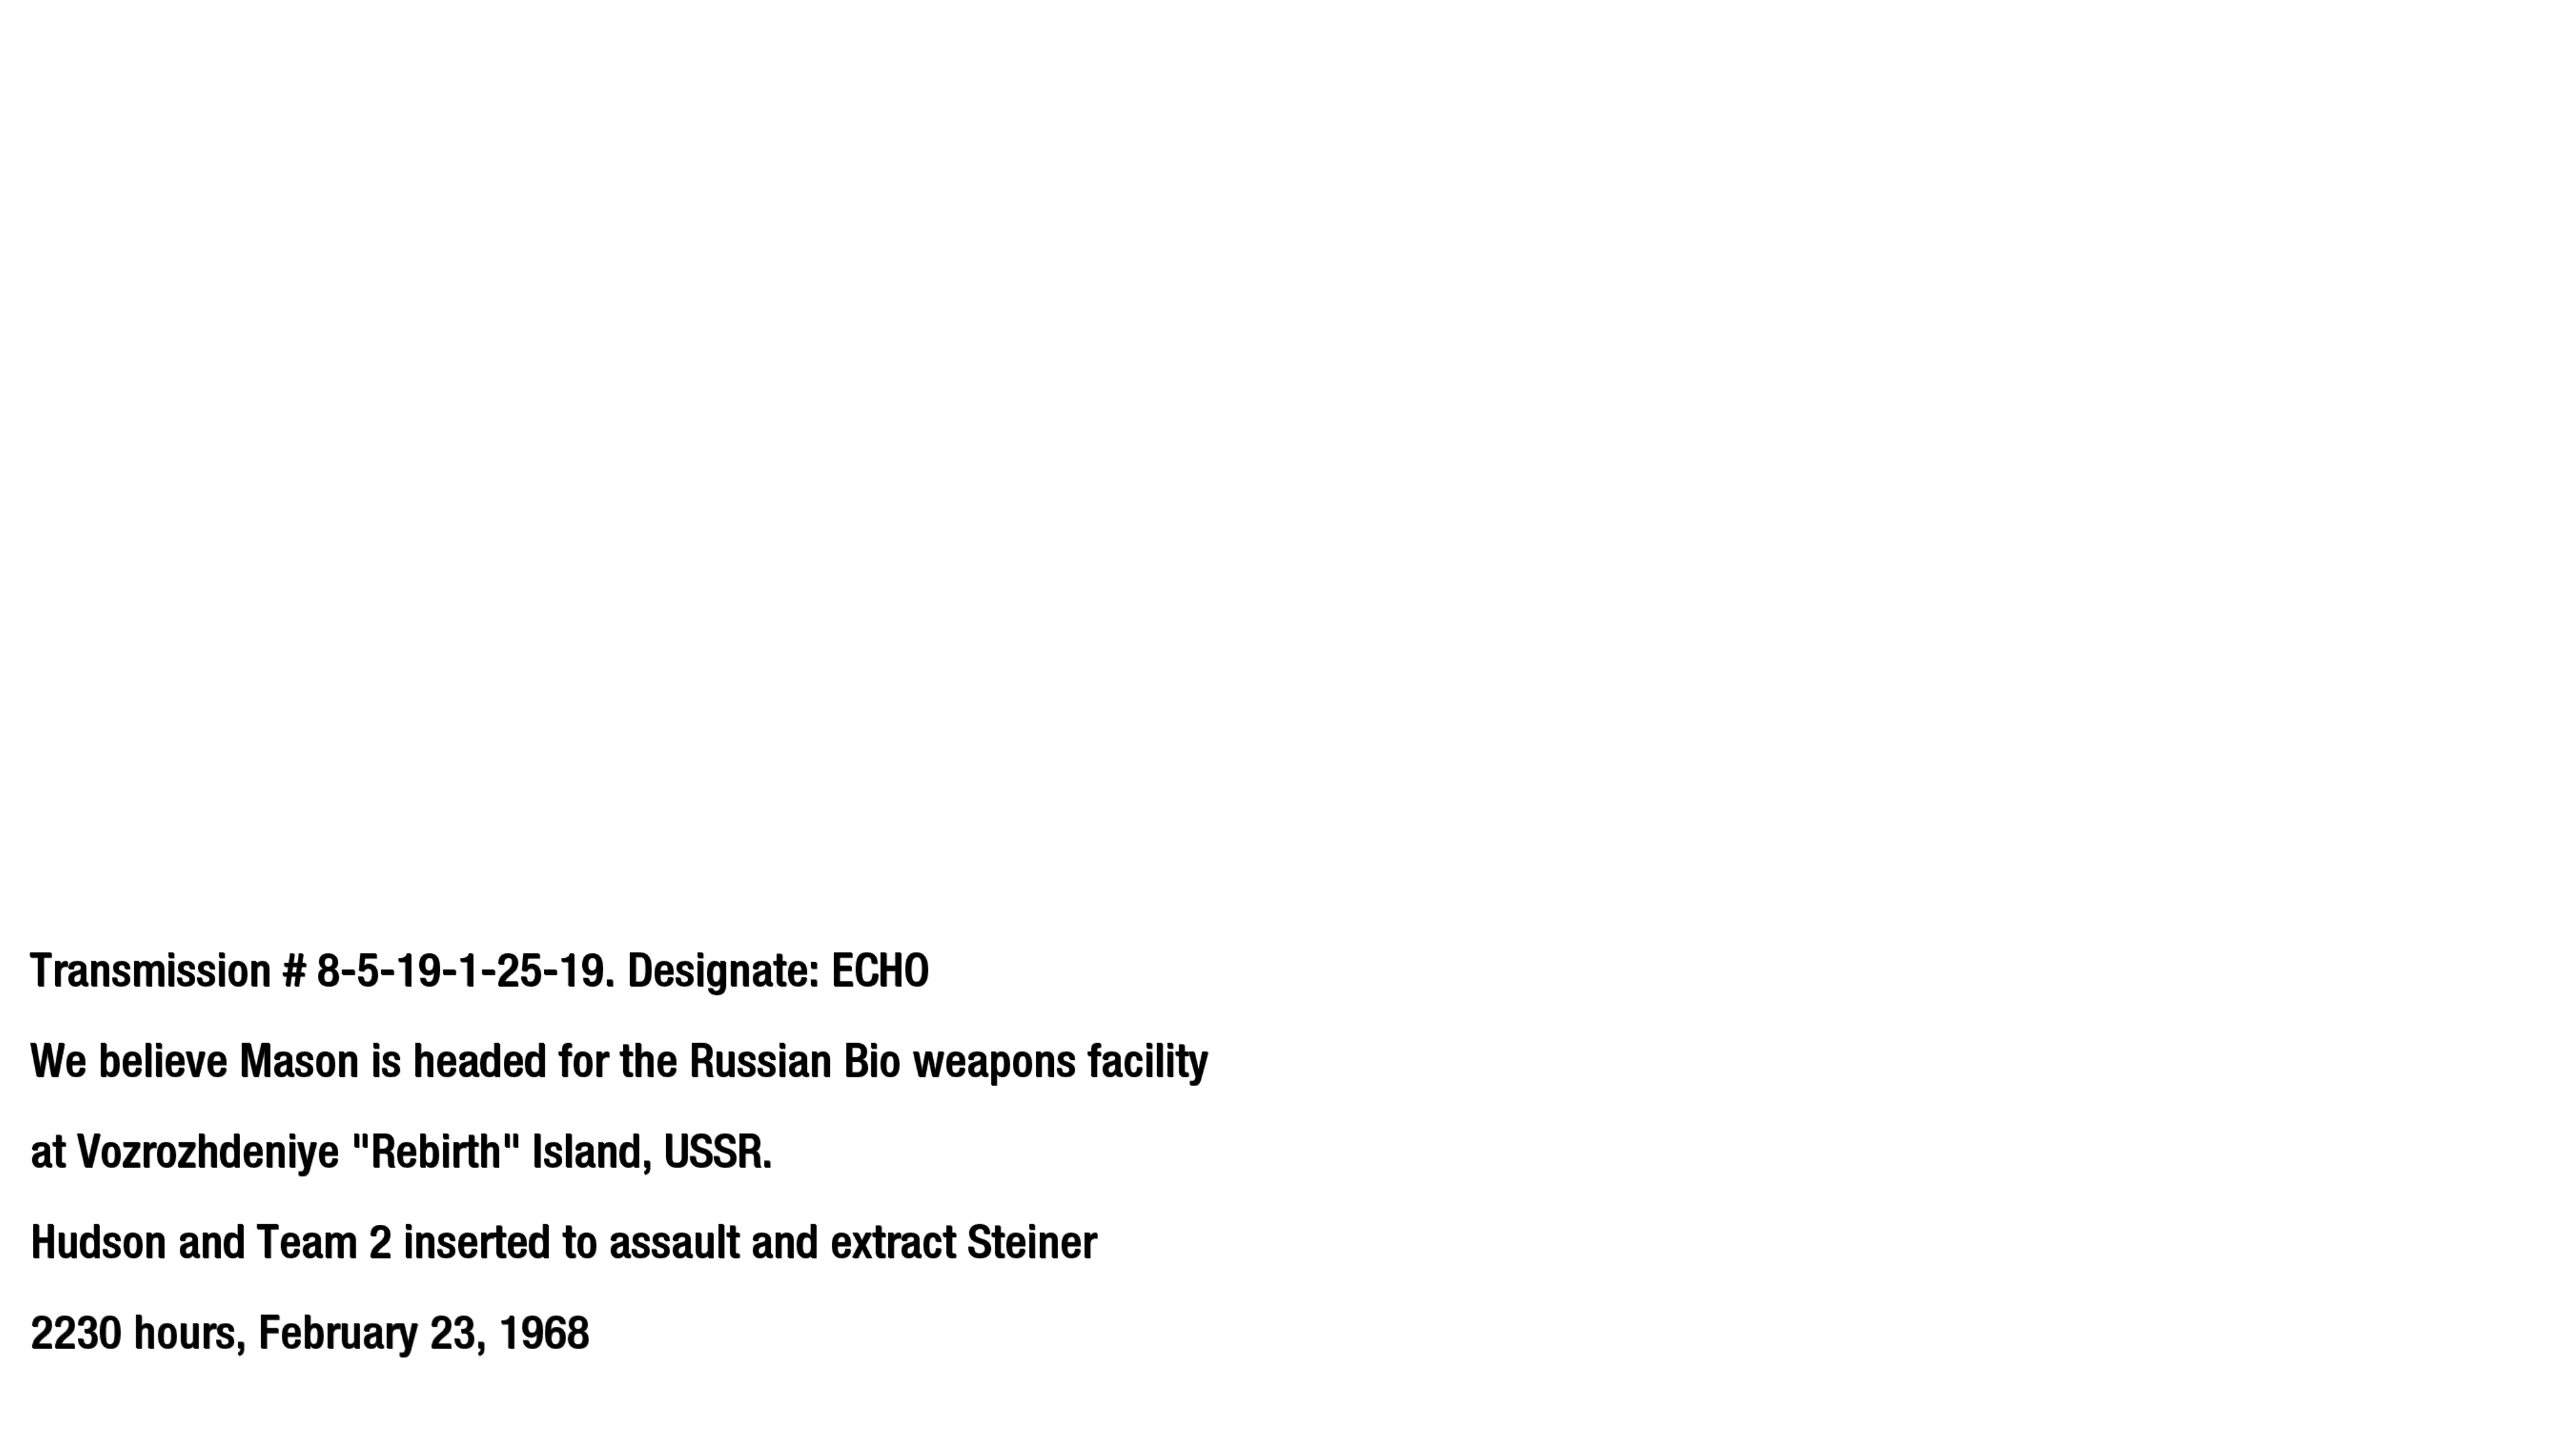 Transmission # 8-5-19-1-25-19. Designate: ECHO
We believe Mason is headed for the Russian Bio weapons facility
at Vozrozhdeniye "Rebirth" Island, USSR.
Hudson and Team 2 inserted to assault and extract Steiner
2230 hours, February 23, 1968